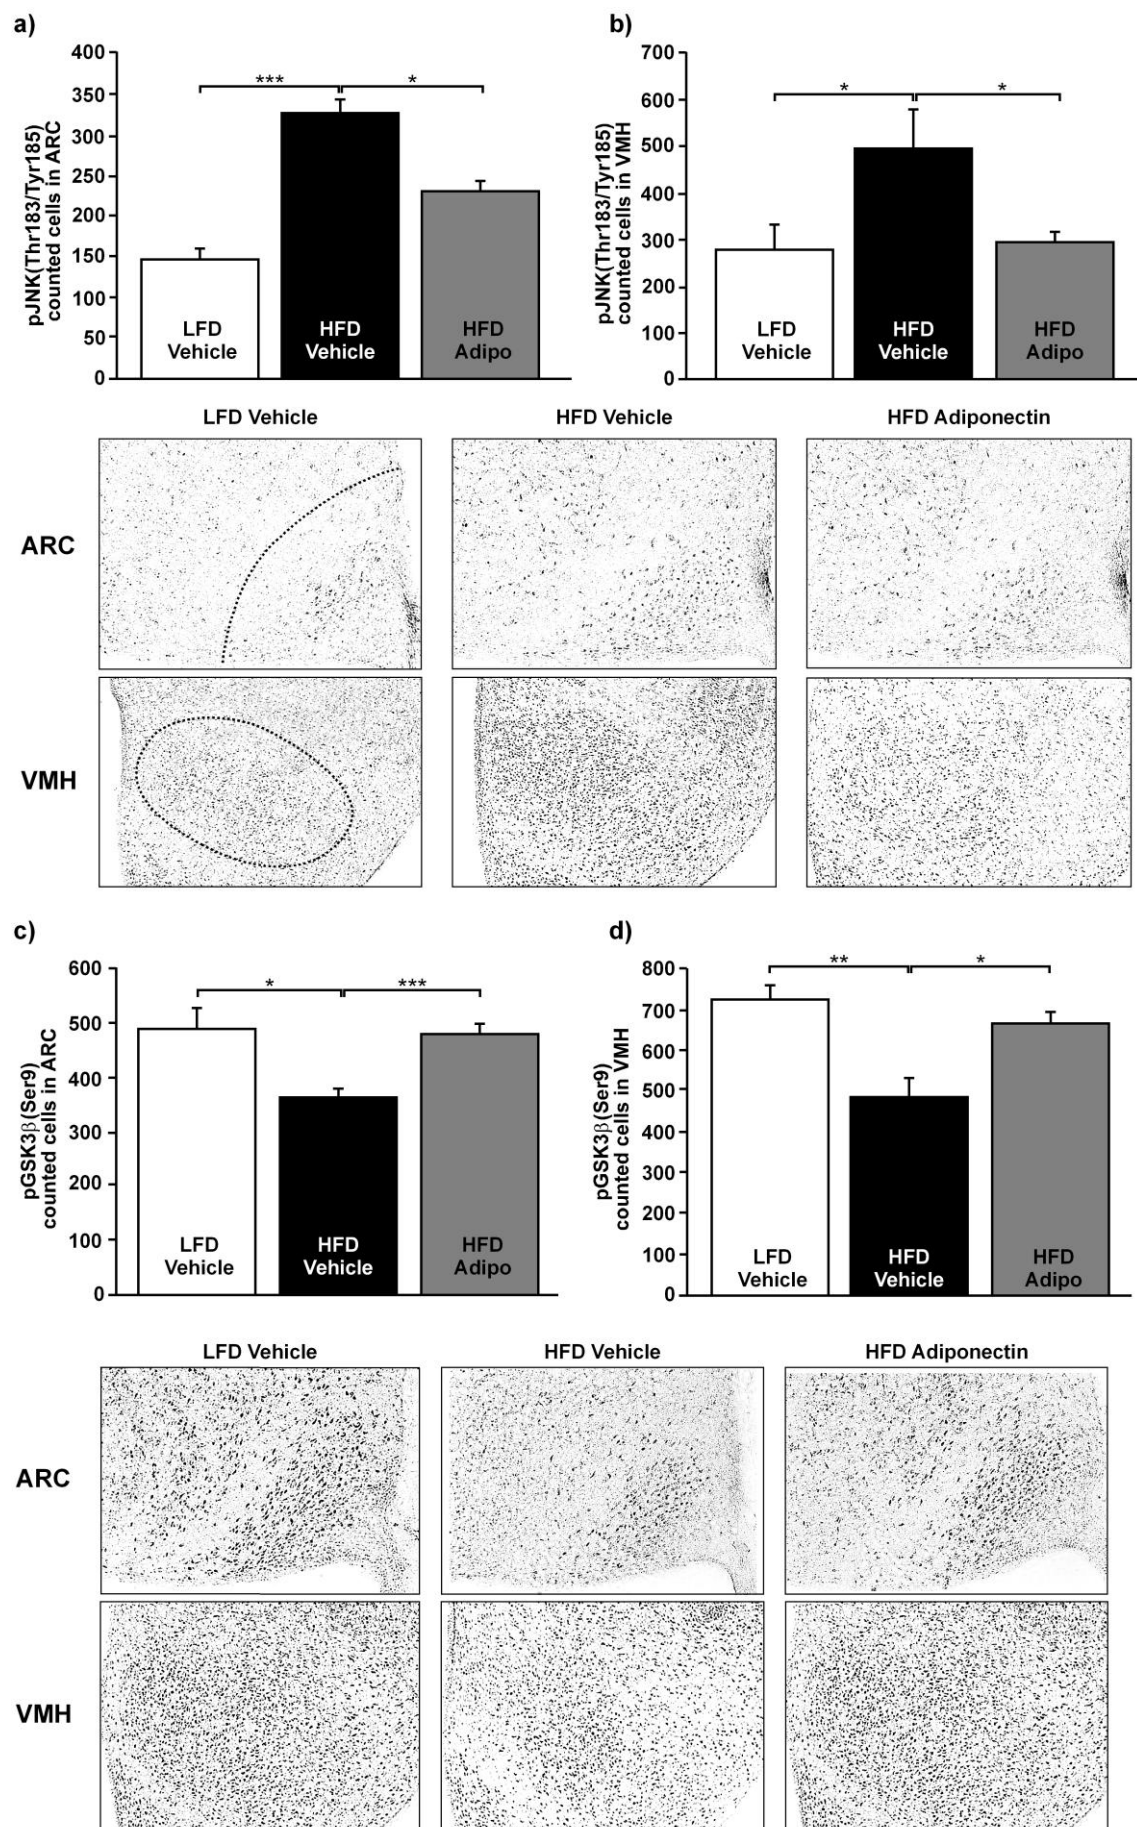 a)
pJNK(Thr183/Tyr185)
counted cells in ARC
400
350
300
250
200
150
100
50
0
***
*
LFD
Vehicle
HFD
Vehicle
HFD
Adipo
b)
pJNK(Thr183/Tyr185)
counted cells in VMH
700
600
500
400
300
200
100
0
*
*
LFD
Vehicle
HFD
Vehicle
HFD
Adipo
LFD Vehicle
HFD Vehicle
HFD Adiponectin
ARC
VMH
c)
pGSK3β(Ser9)
counted cells in ARC
600
500
400
300
200
100
0
*
***
LFD
Vehicle
HFD
Vehicle
HFD
Adipo
d)
pGSK3β(Ser9)
counted cells in VMH
800
700
600
500
400
300
200
100
0
**
*
LFD
Vehicle
HFD
Vehicle
HFD
Adipo
LFD Vehicle
HFD Vehicle
HFD Adiponectin
ARC
VMH